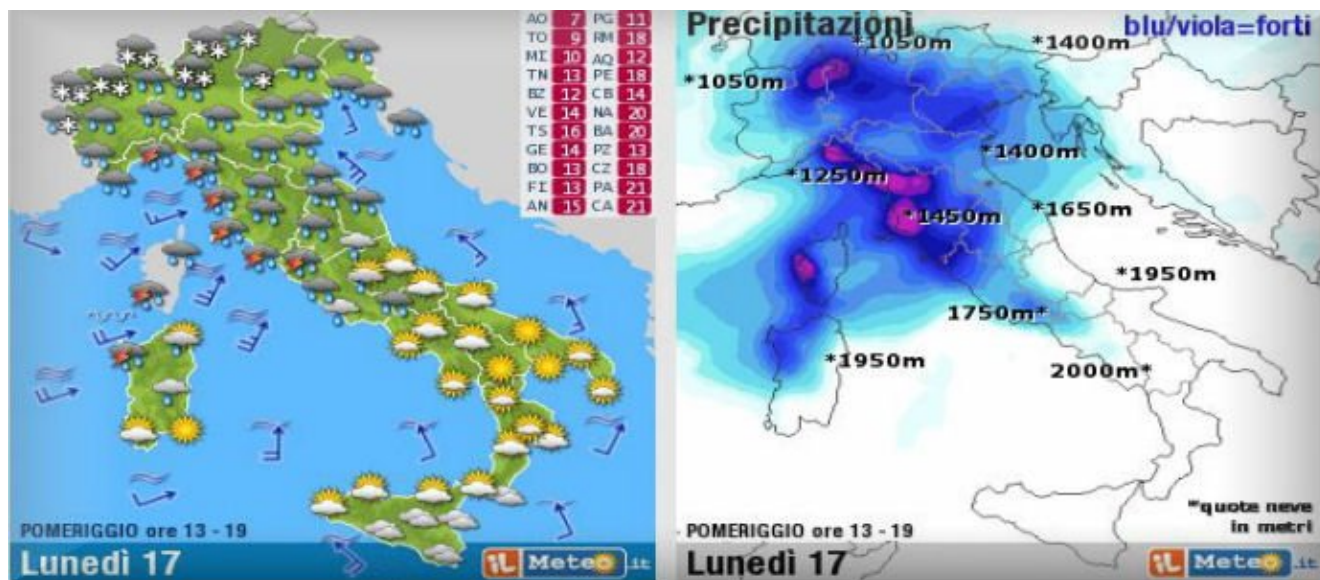 AO 7 PG 11
TO 9 RM 18
MI 10 AQ 12
TN 13 PE 18
BZ 12 CB 14
VE 14 NA 20
TS 16 BA 20
GE 14 PZ 13
BO 13 CZ 18
FI 13 PA 21
AN 15 CA 21
POMERIGGIO ore 13 - 19
Lunedì 17
iL Meteo.it
Precipitazioni
blu/viola=forti
*1050m
*1400m
*1050m
*1400m
*1250m
*1450m
*1650m
*1950m
1750m*
*1950m
2000m*
*quote neve
in metri
POMERIGGIO ore 13 - 19
Lunedì 17
iL Meteo.it